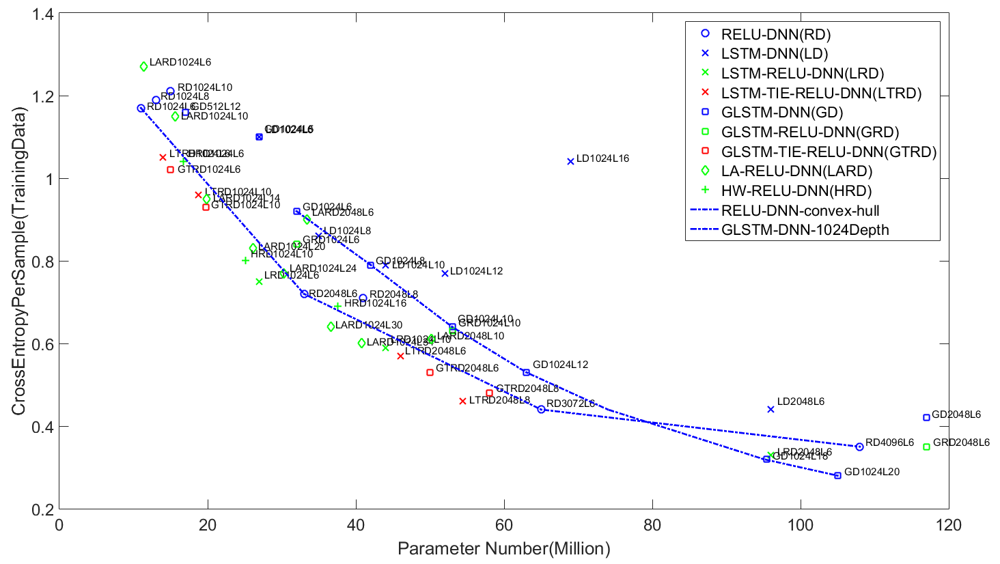 1.4
1.2
1
0.8
0.6
0.4
0.2
CrossEntropyPerSample(TrainingData)
0
20
40
60
80
100
120
Parameter Number(Million)
RELU-DNN(RD)
LSTM-DNN(LD)
LSTM-RELU-DNN(LRD)
LSTM-TIE-RELU-DNN(LTRD)
GLSTM-DNN(GD)
GLSTM-RELU-DNN(GRD)
GLSTM-TIE-RELU-DNN(GTRD)
LA-RELU-DNN(LARD)
HW-RELU-DNN(HRD)
RELU-DNN-convex-hull
GLSTM-DNN-1024Depth
LARD1024L6
RD1024L10
RD1024L8
RD1024L6
GD512L12
LARD1024L10
LD1024L16
GTRD1024L6
LTRD1024L10
LARD1024L14
GTRD1024L10
GD1024L6
LARD2048L6
LD1024L8
GRD1024L6
LARD1024L20
HRD1024L10
GD1024L8
LD1024L10
LARD1024L24
LRD1024L6
LD1024L12
RD2048L6
RD2048L8
HRD1024L16
GD1024L10
GRD1024L10
LARD1024L30
LARD2048L10
LTRD2048L6
GD1024L12
GTRD2048L6
GTRD2048L8
LTRD2048L8
RD3072L6
LD2048L6
GD2048L6
RD4096L6
GRD2048L6
LRD2048L6
GD1024L18
GD1024L20